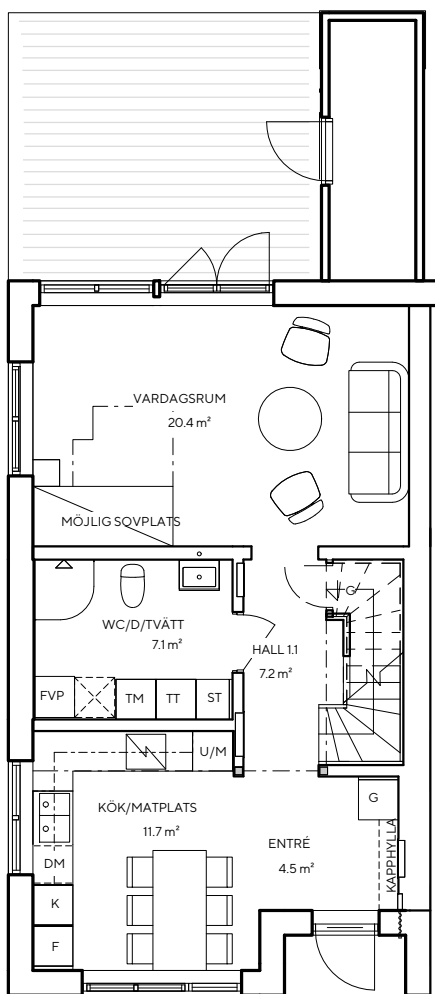 VARDAGSRUM
20.4 m²
MÖJLIG SOVPLATS
G
WC/D/TVÄTT
7.1 m²
HALL 1.1
7.2 m²
FVP
TM
TT
ST
U/M
KÖK/MATPLATS
11.7 m²
G
ENTRÉ
4.5 m²
KAPPHYLLA
DM
K
F